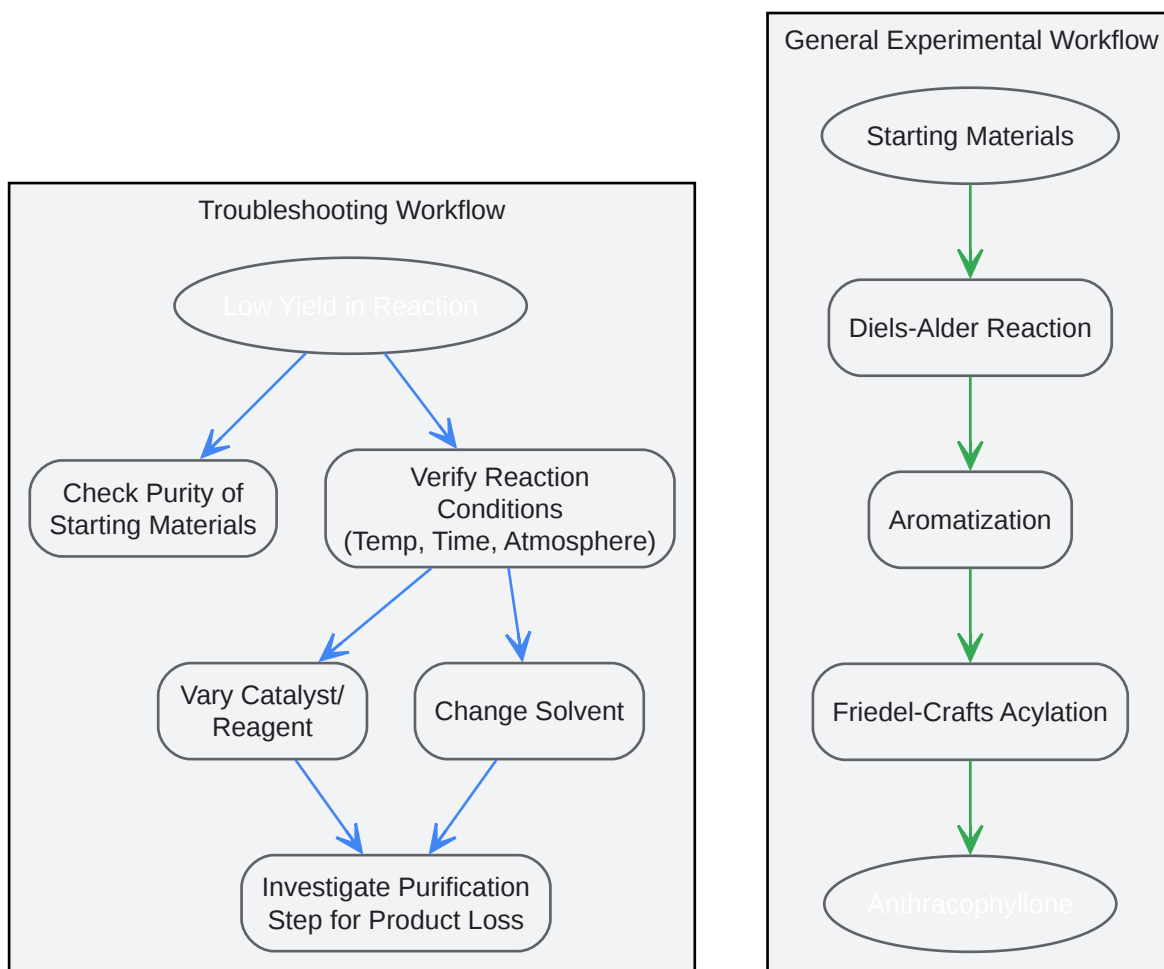 Troubleshooting Workflow
Low Yield in Reaction
Check Purity of
Starting Materials
Verify Reaction
Conditions
(Temp, Time, Atmosphere)
Vary Catalyst/
Reagent
Change Solvent
Investigate Purification
Step for Product Loss
General Experimental Workflow
Starting Materials
Diels-Alder Reaction
Aromatization
Friedel-Crafts Acylation
Anthracophyllone